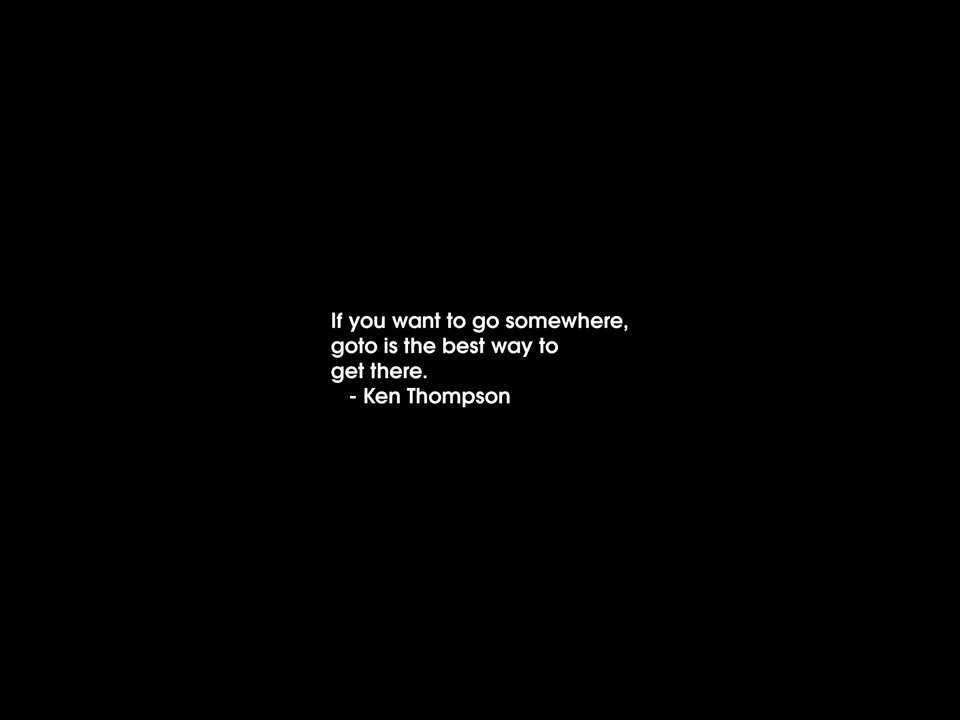 If you want to go somewhere,
goto is the best way to
get there.
- Ken Thompson